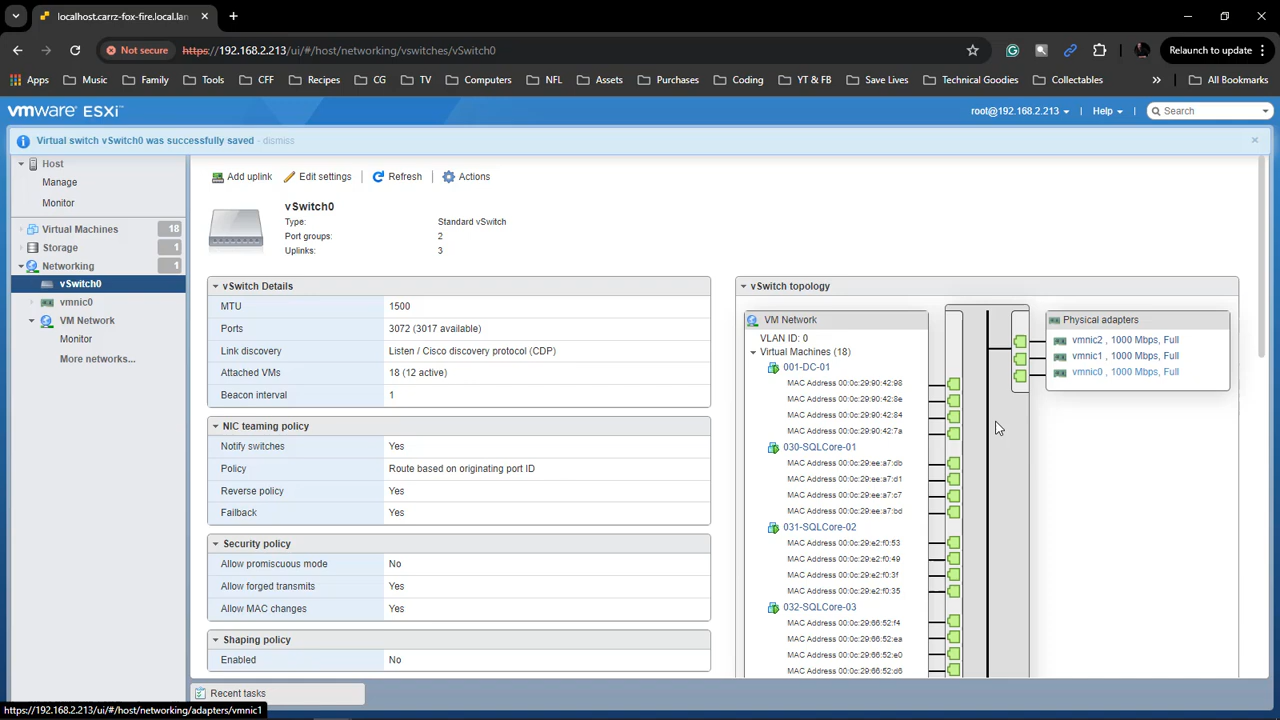 localhost.carrz-fox-fire.local.lan
Not secure https://192.168.2.213/ui/#/host/networking/vswitches/vSwitch0
Relaunch to update
Apps Music Family Tools CFF Recipes CG TV Computers NFL Assets Purchases Coding YT & FB Save Lives Technical Goodies Collectables » All Bookmarks
vmware ESXi™
root@192.168.2.213 Help Search
Virtual switch vSwitch0 was successfully saved - dismiss
Host
Manage
Monitor
Virtual Machines 18
Storage 1
Networking 1
vSwitch0
vmnic0
VM Network
Monitor
More networks...
Add uplink Edit settings Refresh Actions
vSwitch0
Type: Standard vSwitch
Port groups: 2
Uplinks: 3
vSwitch Details
MTU 1500
Ports 3072 (3017 available)
Link discovery Listen / Cisco discovery protocol (CDP)
Attached VMs 18 (12 active)
Beacon interval 1
NIC teaming policy
Notify switches Yes
Policy Route based on originating port ID
Reverse policy Yes
Failback Yes
Security policy
Allow promiscuous mode No
Allow forged transmits Yes
Allow MAC changes Yes
Shaping policy
Enabled No
vSwitch topology
VM Network
VLAN ID: 0
Virtual Machines (18)
001-DC-01
MAC Address 00:0c:29:90:42:98
MAC Address 00:0c:29:90:42:8e
MAC Address 00:0c:29:90:42:84
MAC Address 00:0c:29:90:42:7a
030-SQLCore-01
MAC Address 00:0c:29:ee:a7:db
MAC Address 00:0c:29:ee:a7:d1
MAC Address 00:0c:29:ee:a7:c7
MAC Address 00:0c:29:ee:a7:bd
031-SQLCore-02
MAC Address 00:0c:29:e2:f0:53
MAC Address 00:0c:29:e2:f0:49
MAC Address 00:0c:29:e2:f0:3f
MAC Address 00:0c:29:e2:f0:35
032-SQLCore-03
MAC Address 00:0c:29:66:52:f4
MAC Address 00:0c:29:66:52:ea
MAC Address 00:0c:29:66:52:e0
MAC Address 00:0c:29:66:52:d6
Physical adapters
vmnic2 , 1000 Mbps, Full
vmnic1 , 1000 Mbps, Full
vmnic0 , 1000 Mbps, Full
Recent tasks
https://192.168.2.213/ui/#/host/networking/adapters/vmnic1